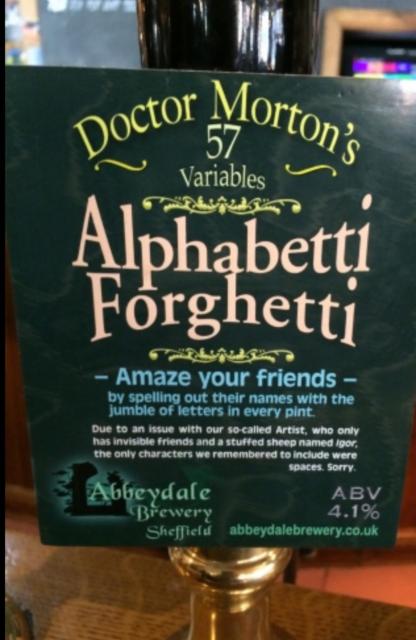 Doctor Morton's
57
Variables
Alphabetti
Forghetti
– Amaze your friends –
by spelling out their names with the
jumble of letters in every pint.
Due to an issue with our so-called Artist, who only
has invisible friends and a stuffed sheep named Igor,
the only characters we remembered to include were
spaces. Sorry.
Abbeydale
Brewery
Sheffield
ABV
4.1%
abbeydalebrewery.co.uk